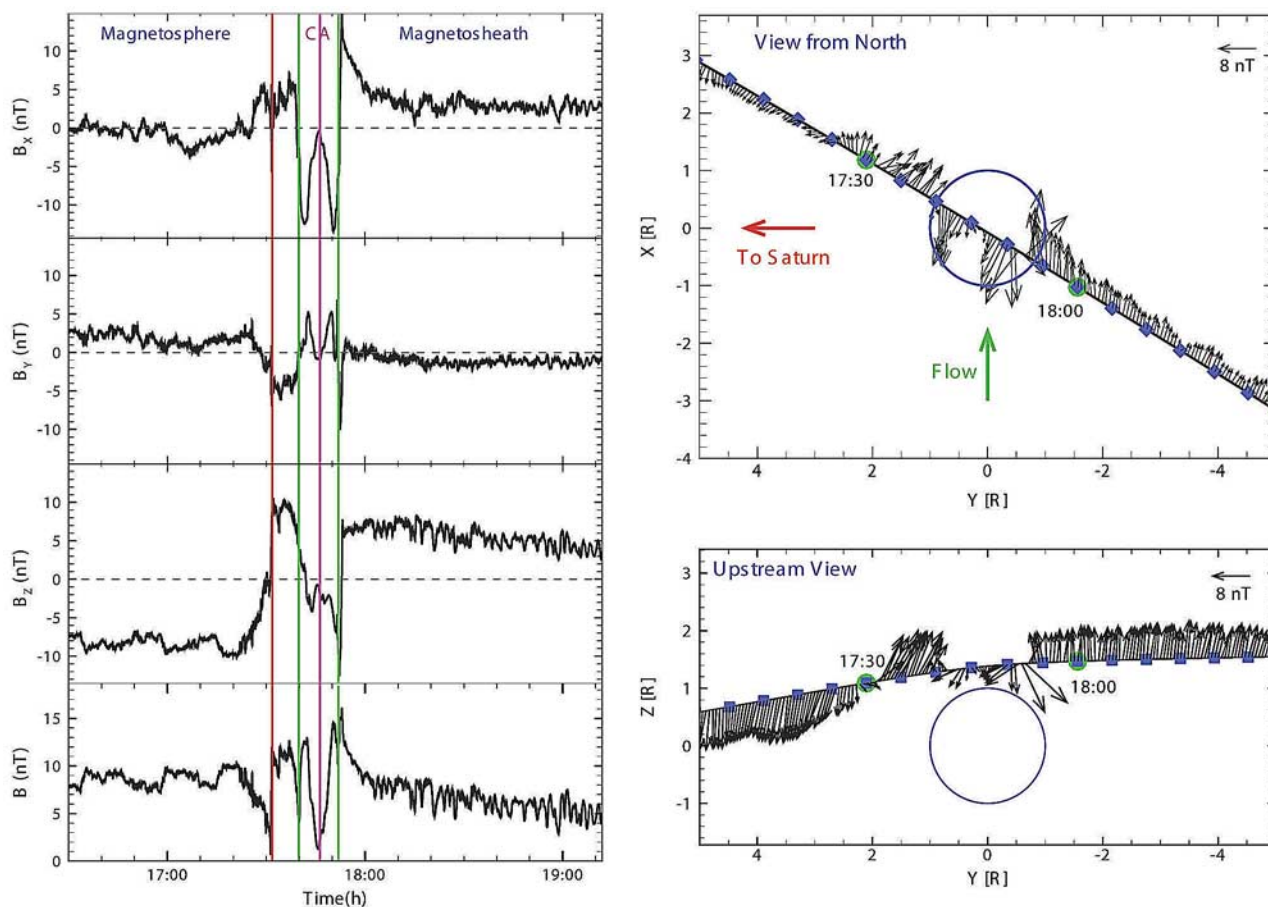 Magnetosphere CA Magnetosheath
10
5
0
-5
-10
B_X (nT)
10
5
0
-5
-10
B_Y (nT)
10
5
0
-5
-10
B_Z (nT)
15
10
5
0
B (nT)
17:00 18:00 19:00
Time(h)
View from North
8 nT
3
2
1
0
-1
-2
-3
-4
X [R]
17:30
To Saturn
18:00
Flow
4 2 0 -2 -4
Y [R]
Upstream View
8 nT
3
2
1
0
-1
Z [R]
17:30
18:00
4 2 0 -2 -4
Y [R]